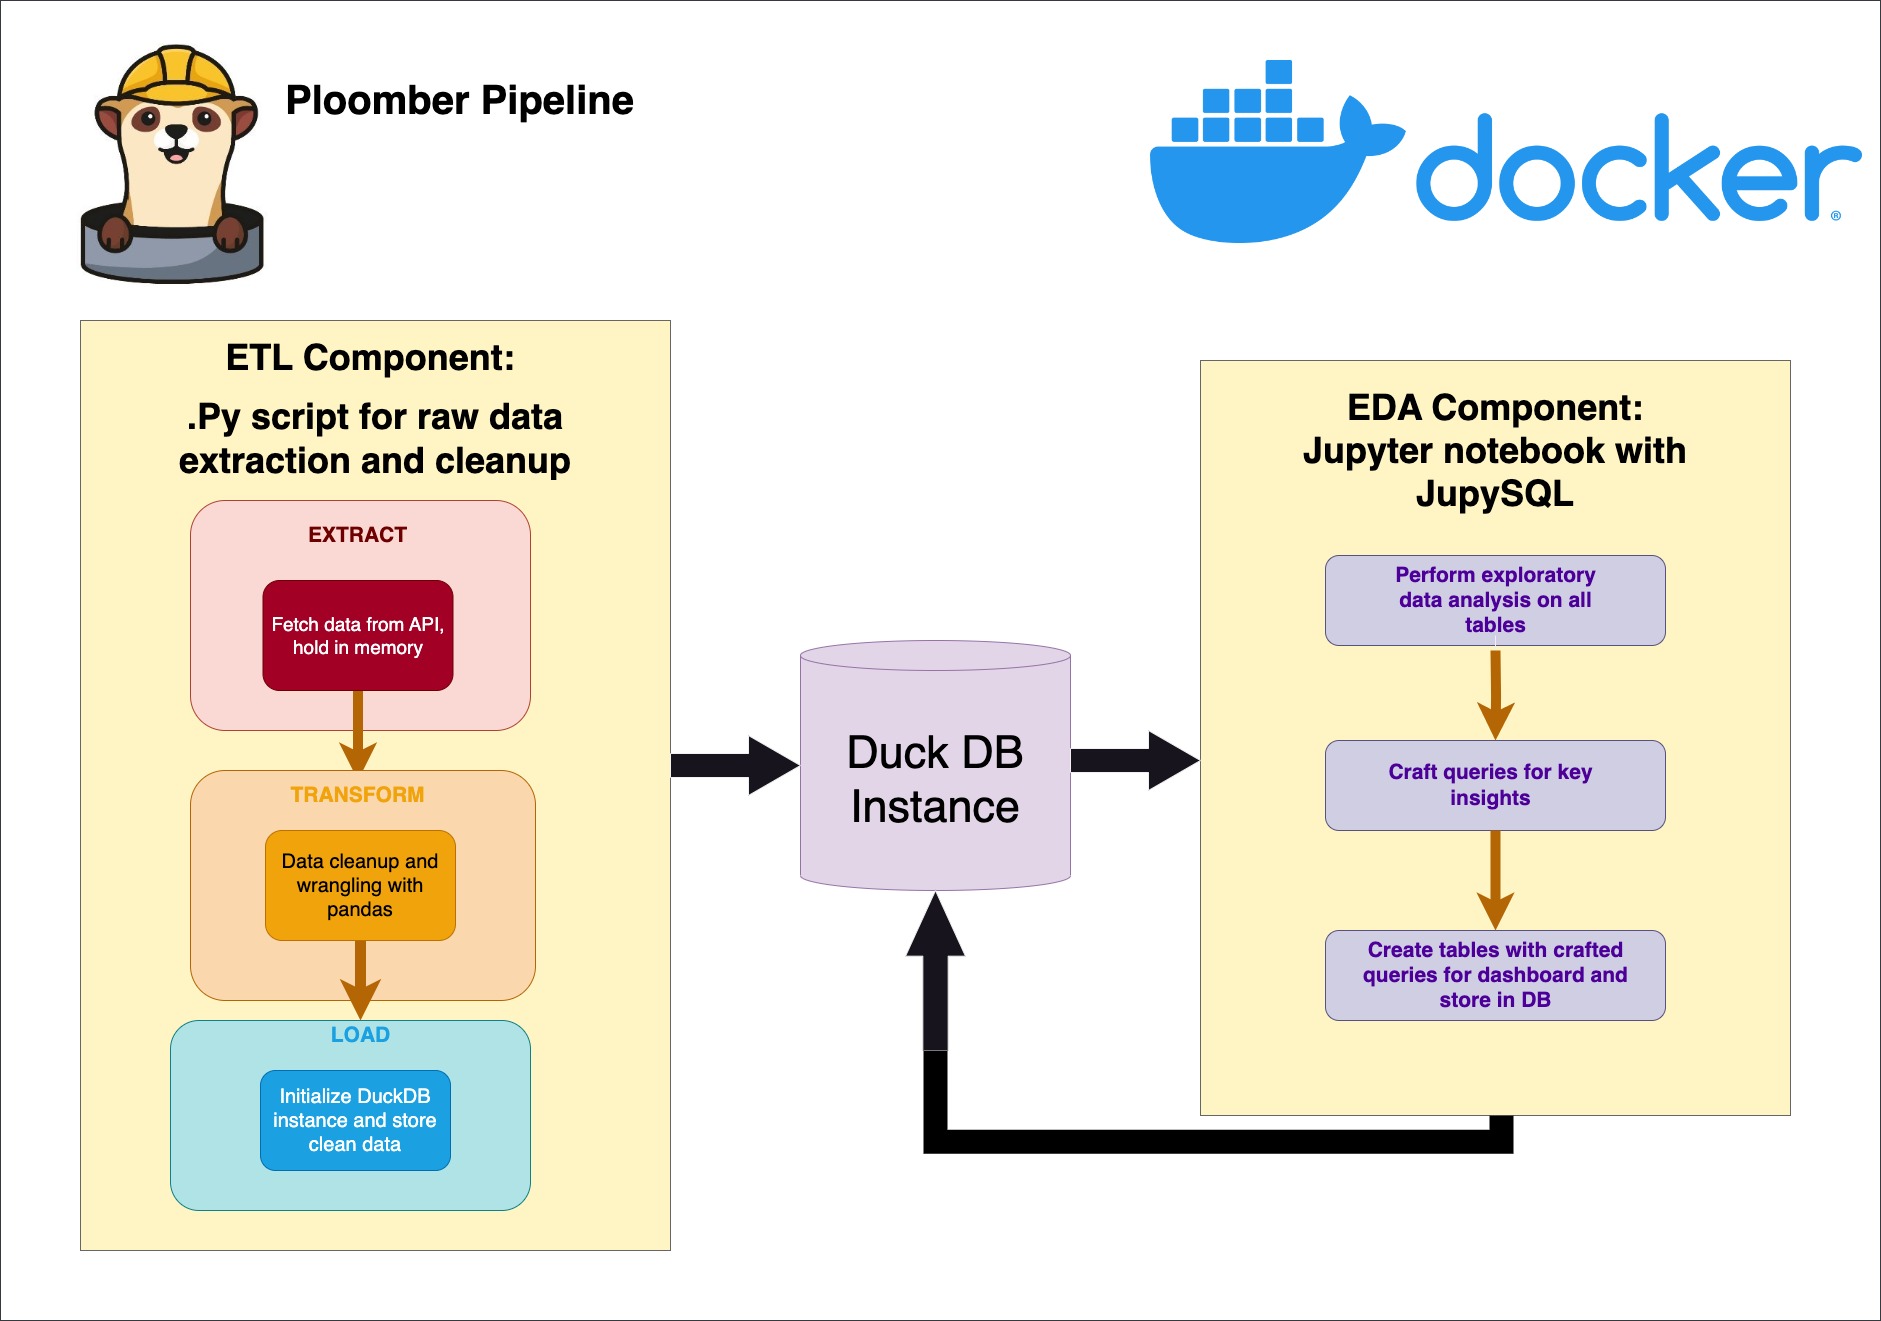 Ploomber Pipeline
docker
®
ETL Component:
.Py script for raw data
extraction and cleanup
EXTRACT
Fetch data from API,
hold in memory
TRANSFORM
Data cleanup and
wrangling with
pandas
LOAD
Initialize DuckDB
instance and store
clean data
Duck DB
Instance
EDA Component:
Jupyter notebook with
JupySQL
Perform exploratory
data analysis on all
tables
Craft queries for key
insights
Create tables with crafted
queries for dashboard and
store in DB